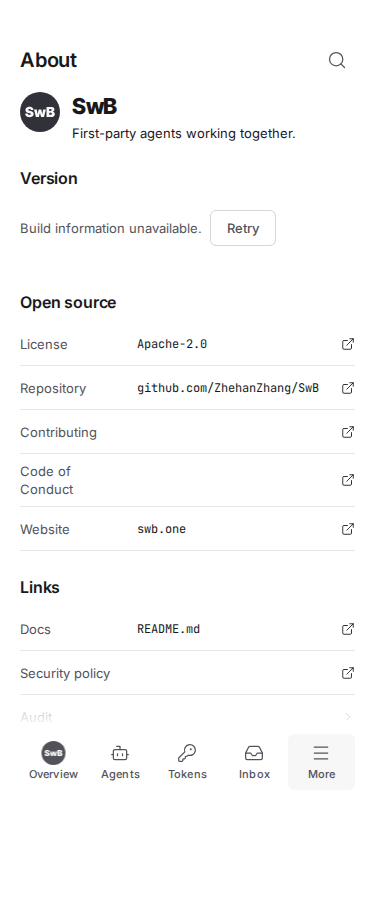 About
SwB
SwB
First-party agents working together.
Version
Build information unavailable.
Retry
Open source
License
Apache-2.0
Repository
github.com/ZhehanZhang/SwB
Contributing
Code of
Conduct
Website
swb.one
Links
Docs
README.md
Security policy
Audit
SwB
Overview
Agents
Tokens
Inbox
More